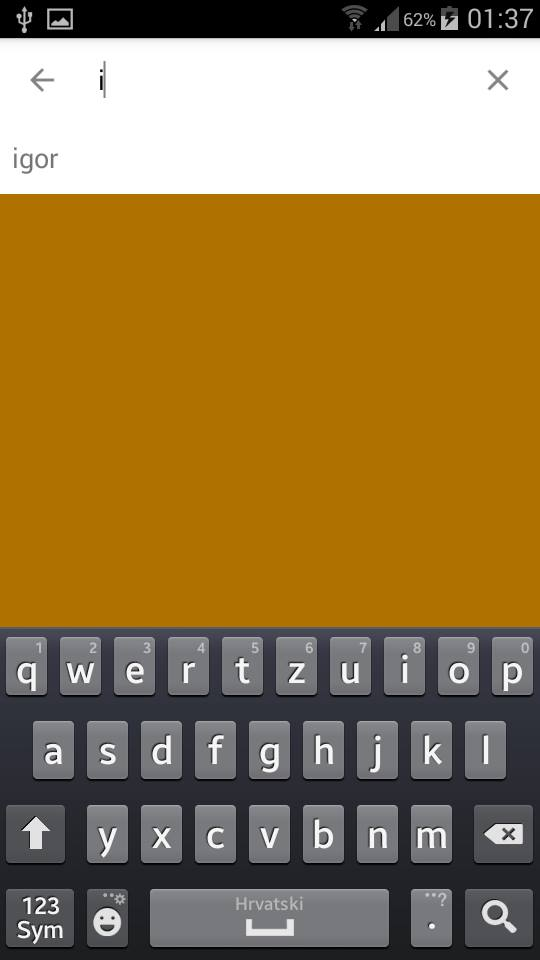 62% 01:37
i
igor
1 2 3 4 5 6 7 8 9 0
q w e r t z u i o p
a s d f g h j k l
y x c v b n m
123 Hrvatski ?
Sym .